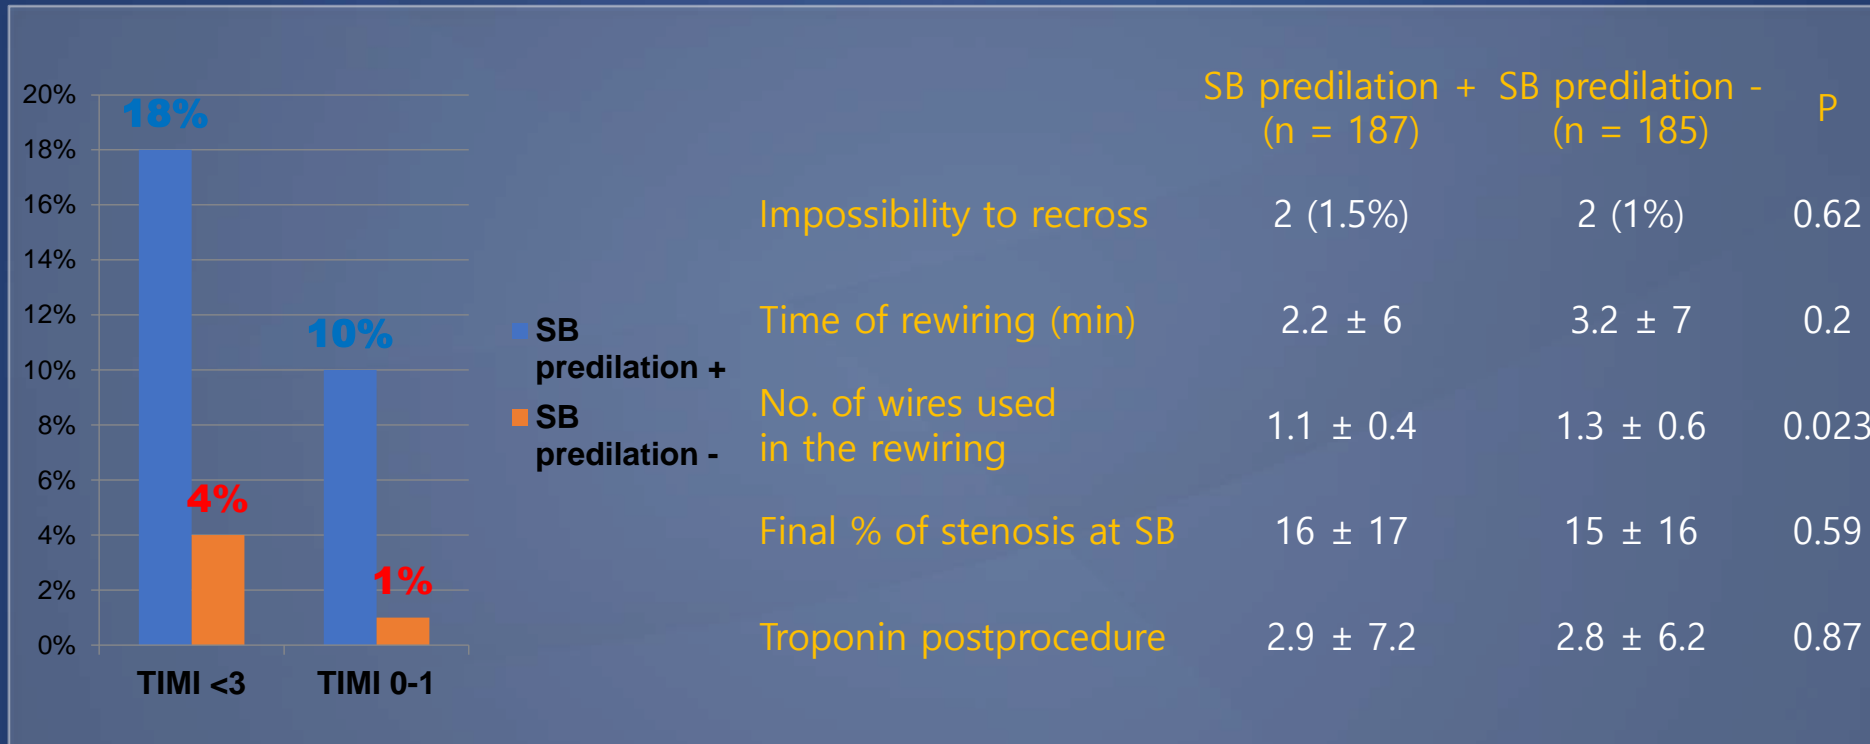 20%
18%
16%
14%
12%
10%
8%
6%
4%
2%
0%
18%
4%
10%
1%
TIMI <3
TIMI 0-1
SB
predilation +
SB
predilation -
SB predilation + SB predilation - P
(n = 187) (n = 185)
Impossibility to recross 2 (1.5%) 2 (1%) 0.62
Time of rewiring (min) 2.2 ± 6 3.2 ± 7 0.2
No. of wires used
in the rewiring 1.1 ± 0.4 1.3 ± 0.6 0.023
Final % of stenosis at SB 16 ± 17 15 ± 16 0.59
Troponin postprocedure 2.9 ± 7.2 2.8 ± 6.2 0.87